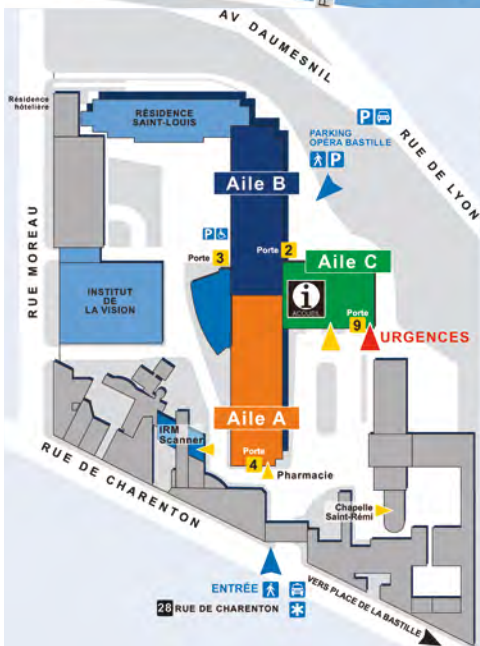 AV DAUMESNIL
RUE DE LYON
Résidence
hôtelière
RÉSIDENCE
SAINT-LOUIS
P
PARKING
OPÉRA BASTILLE
P
Aile B
RUE MOREAU
P
Porte 3
Porte 2
Aile C
INSTITUT
DE
LA VISION
i
ACCUEIL
Porte
9
URGENCES
Aile A
IRM
Scanner
Porte
4
Pharmacie
Chapelle
Saint-Rémi
RUE DE CHARENTON
ENTRÉE
28 RUE DE CHARENTON
VERS PLACE DE LA BASTILLE